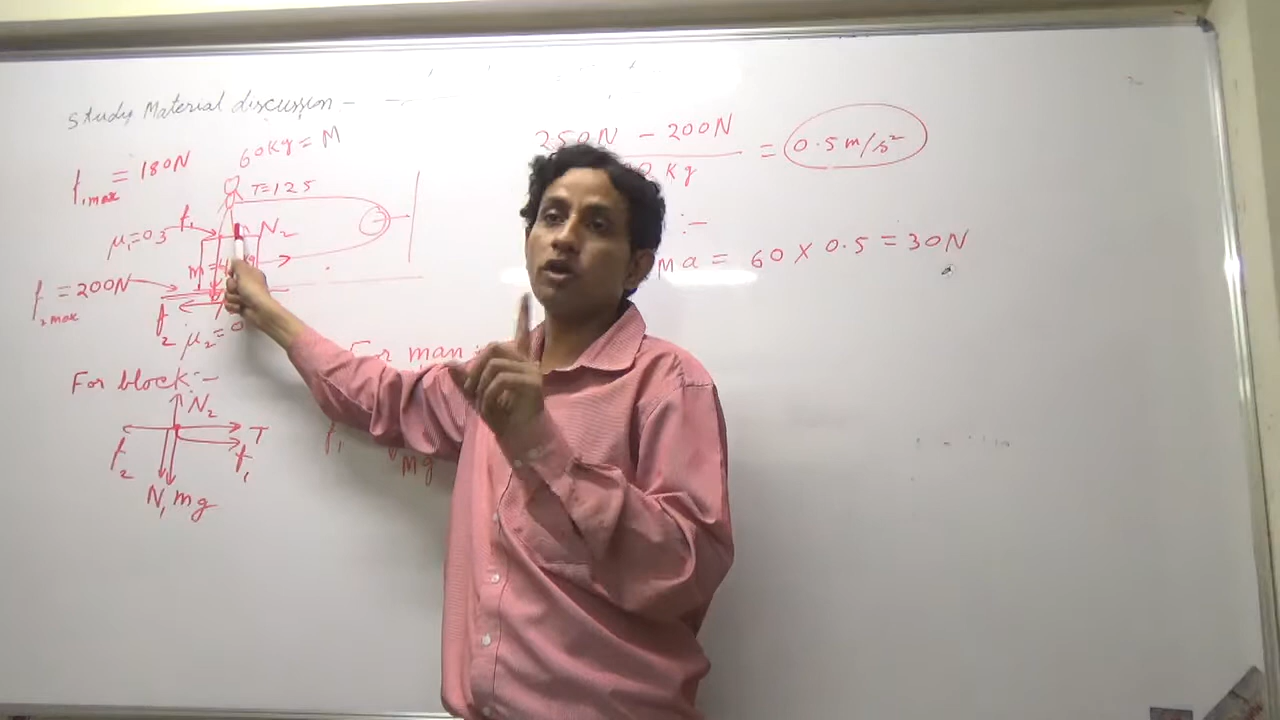 Study Material discussion -
f₁max = 180N
60Kg = M
T=125
μ₁=0.3
f₁
N₂
f₂max = 200N
f₂
μ₂ = 0
For block:-
N₂
f₂
T
f₁
N₁ mg
For man:
f₁
Mg
250N - 200N
Kg
= 0.5 m/s²
:-
ma = 60 × 0.5 = 30N